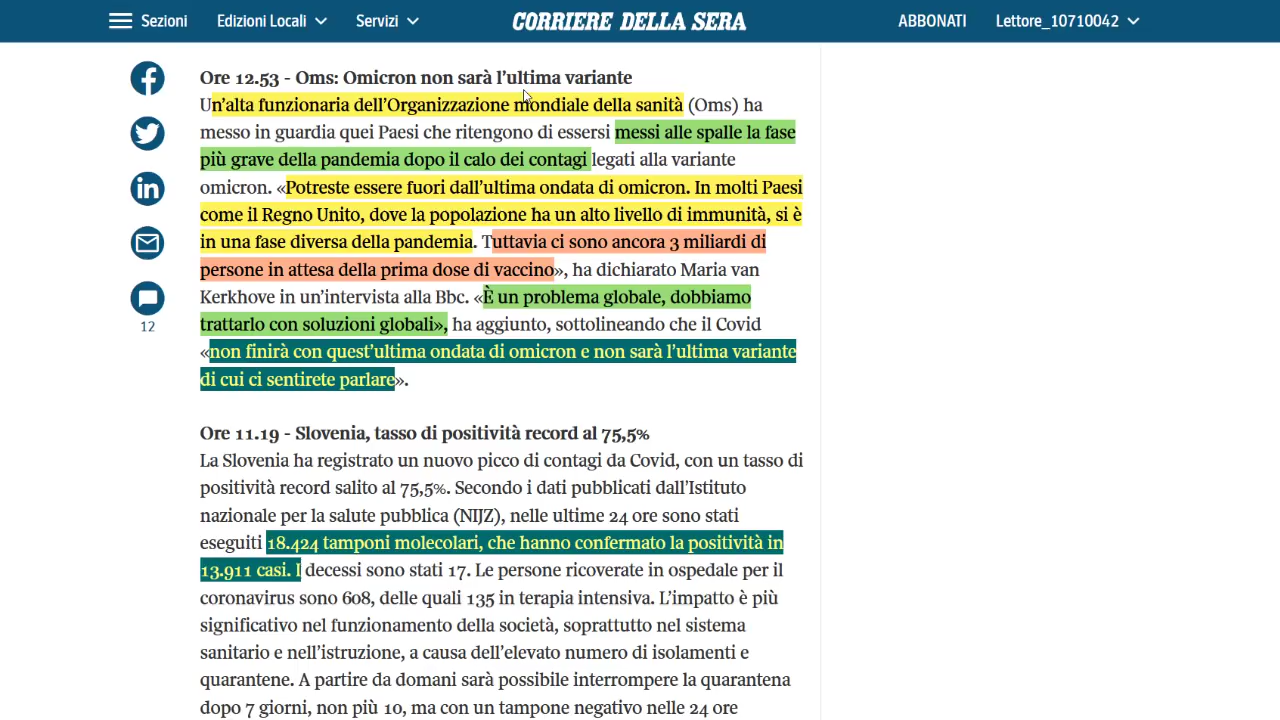 Sezioni Edizioni Locali Servizi CORRIERE DELLA SERA ABBONATI Lettore_10710042
Ore 12.53 - Oms: Omicron non sarà l'ultima variante
Un'alta funzionaria dell'Organizzazione mondiale della sanità (Oms) ha
messo in guardia quei Paesi che ritengono di essersi messi alle spalle la fase
più grave della pandemia dopo il calo dei contagi legati alla variante
omicron. «Potreste essere fuori dall'ultima ondata di omicron. In molti Paesi
come il Regno Unito, dove la popolazione ha un alto livello di immunità, si è
in una fase diversa della pandemia. Tuttavia ci sono ancora 3 miliardi di
persone in attesa della prima dose di vaccino», ha dichiarato Maria van
Kerkhove in un'intervista alla Bbc. «È un problema globale, dobbiamo
trattarlo con soluzioni globali», ha aggiunto, sottolineando che il Covid
«non finirà con quest'ultima ondata di omicron e non sarà l'ultima variante
di cui ci sentirete parlare».
12
Ore 11.19 - Slovenia, tasso di positività record al 75,5%
La Slovenia ha registrato un nuovo picco di contagi da Covid, con un tasso di
positività record salito al 75,5%. Secondo i dati pubblicati dall'Istituto
nazionale per la salute pubblica (NIJZ), nelle ultime 24 ore sono stati
eseguiti 18.424 tamponi molecolari, che hanno confermato la positività in
13.911 casi. I decessi sono stati 17. Le persone ricoverate in ospedale per il
coronavirus sono 608, delle quali 135 in terapia intensiva. L'impatto è più
significativo nel funzionamento della società, soprattutto nel sistema
sanitario e nell'istruzione, a causa dell'elevato numero di isolamenti e
quarantene. A partire da domani sarà possibile interrompere la quarantena
dopo 7 giorni, non più 10, ma con un tampone negativo nelle 24 ore